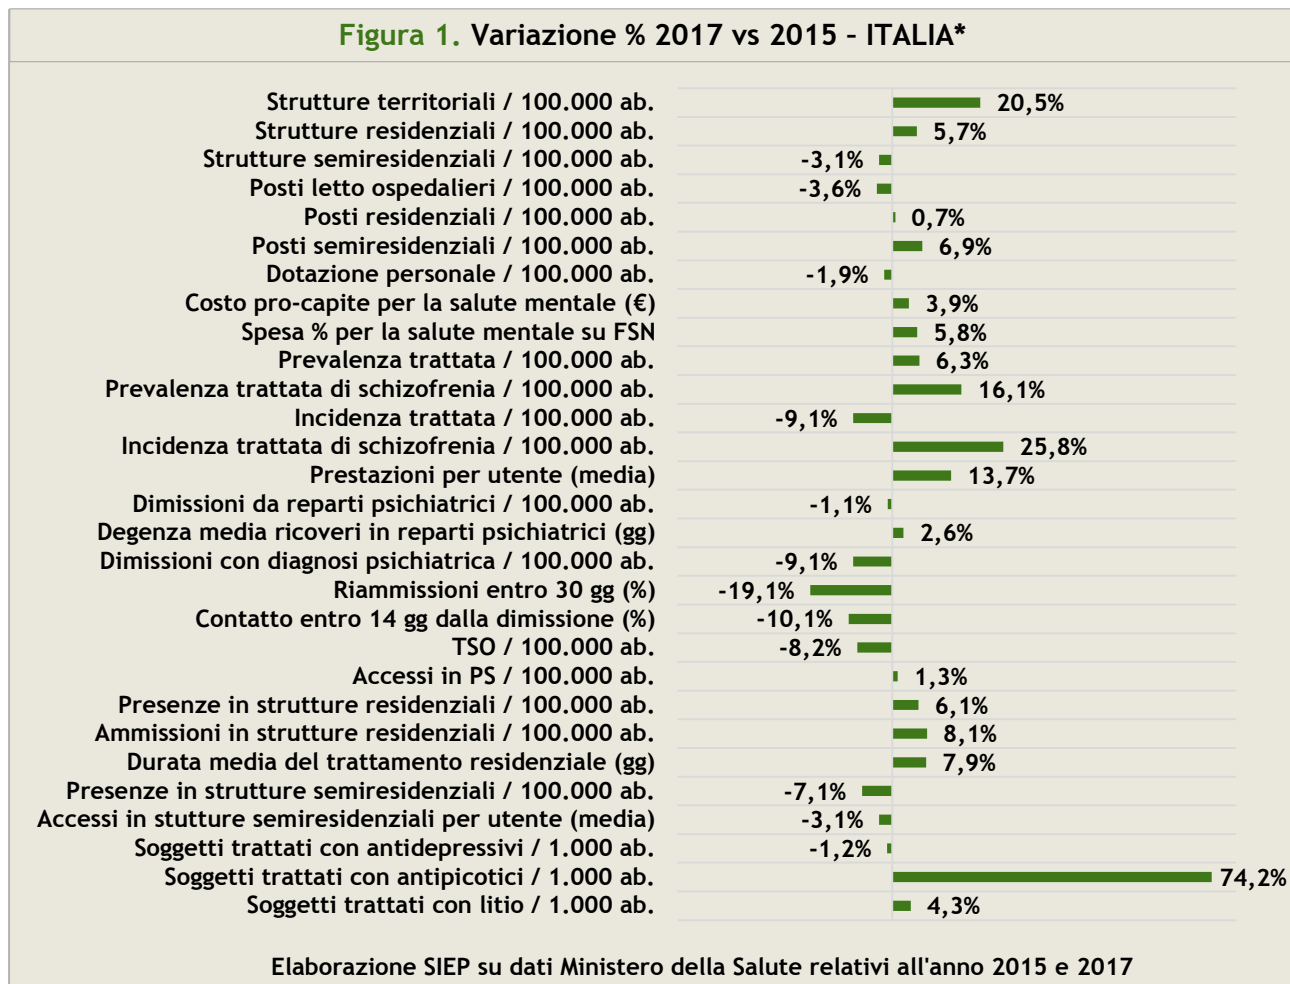 Figura 1. Variazione % 2017 vs 2015 - ITALIA*
Strutture territoriali / 100.000 ab. 20,5%
Strutture residenziali / 100.000 ab. 5,7%
Strutture semiresidenziali / 100.000 ab. -3,1%
Posti letto ospedalieri / 100.000 ab. -3,6%
Posti residenziali / 100.000 ab. 0,7%
Posti semiresidenziali / 100.000 ab. 6,9%
Dotazione personale / 100.000 ab. -1,9%
Costo pro-capite per la salute mentale (€) 3,9%
Spesa % per la salute mentale su FSN 5,8%
Prevalenza trattata / 100.000 ab. 6,3%
Prevalenza trattata di schizofrenia / 100.000 ab. 16,1%
Incidenza trattata / 100.000 ab. -9,1%
Incidenza trattata di schizofrenia / 100.000 ab. 25,8%
Prestazioni per utente (media) 13,7%
Dimissioni da reparti psichiatrici / 100.000 ab. -1,1%
Degenza media ricoveri in reparti psichiatrici (gg) 2,6%
Dimissioni con diagnosi psichiatrica / 100.000 ab. -9,1%
Riammissioni entro 30 gg (%) -19,1%
Contatto entro 14 gg dalla dimissione (%) -10,1%
TSO / 100.000 ab. -8,2%
Accessi in PS / 100.000 ab. 1,3%
Presenze in strutture residenziali / 100.000 ab. 6,1%
Ammissioni in strutture residenziali / 100.000 ab. 8,1%
Durata media del trattamento residenziale (gg) 7,9%
Presenze in strutture semiresidenziali / 100.000 ab. -7,1%
Accessi in stutture semiresidenziali per utente (media) -3,1%
Soggetti trattati con antidepressivi / 1.000 ab. -1,2%
Soggetti trattati con antipicotici / 1.000 ab. 74,2%
Soggetti trattati con litio / 1.000 ab. 4,3%
Elaborazione SIEP su dati Ministero della Salute relativi all'anno 2015 e 2017